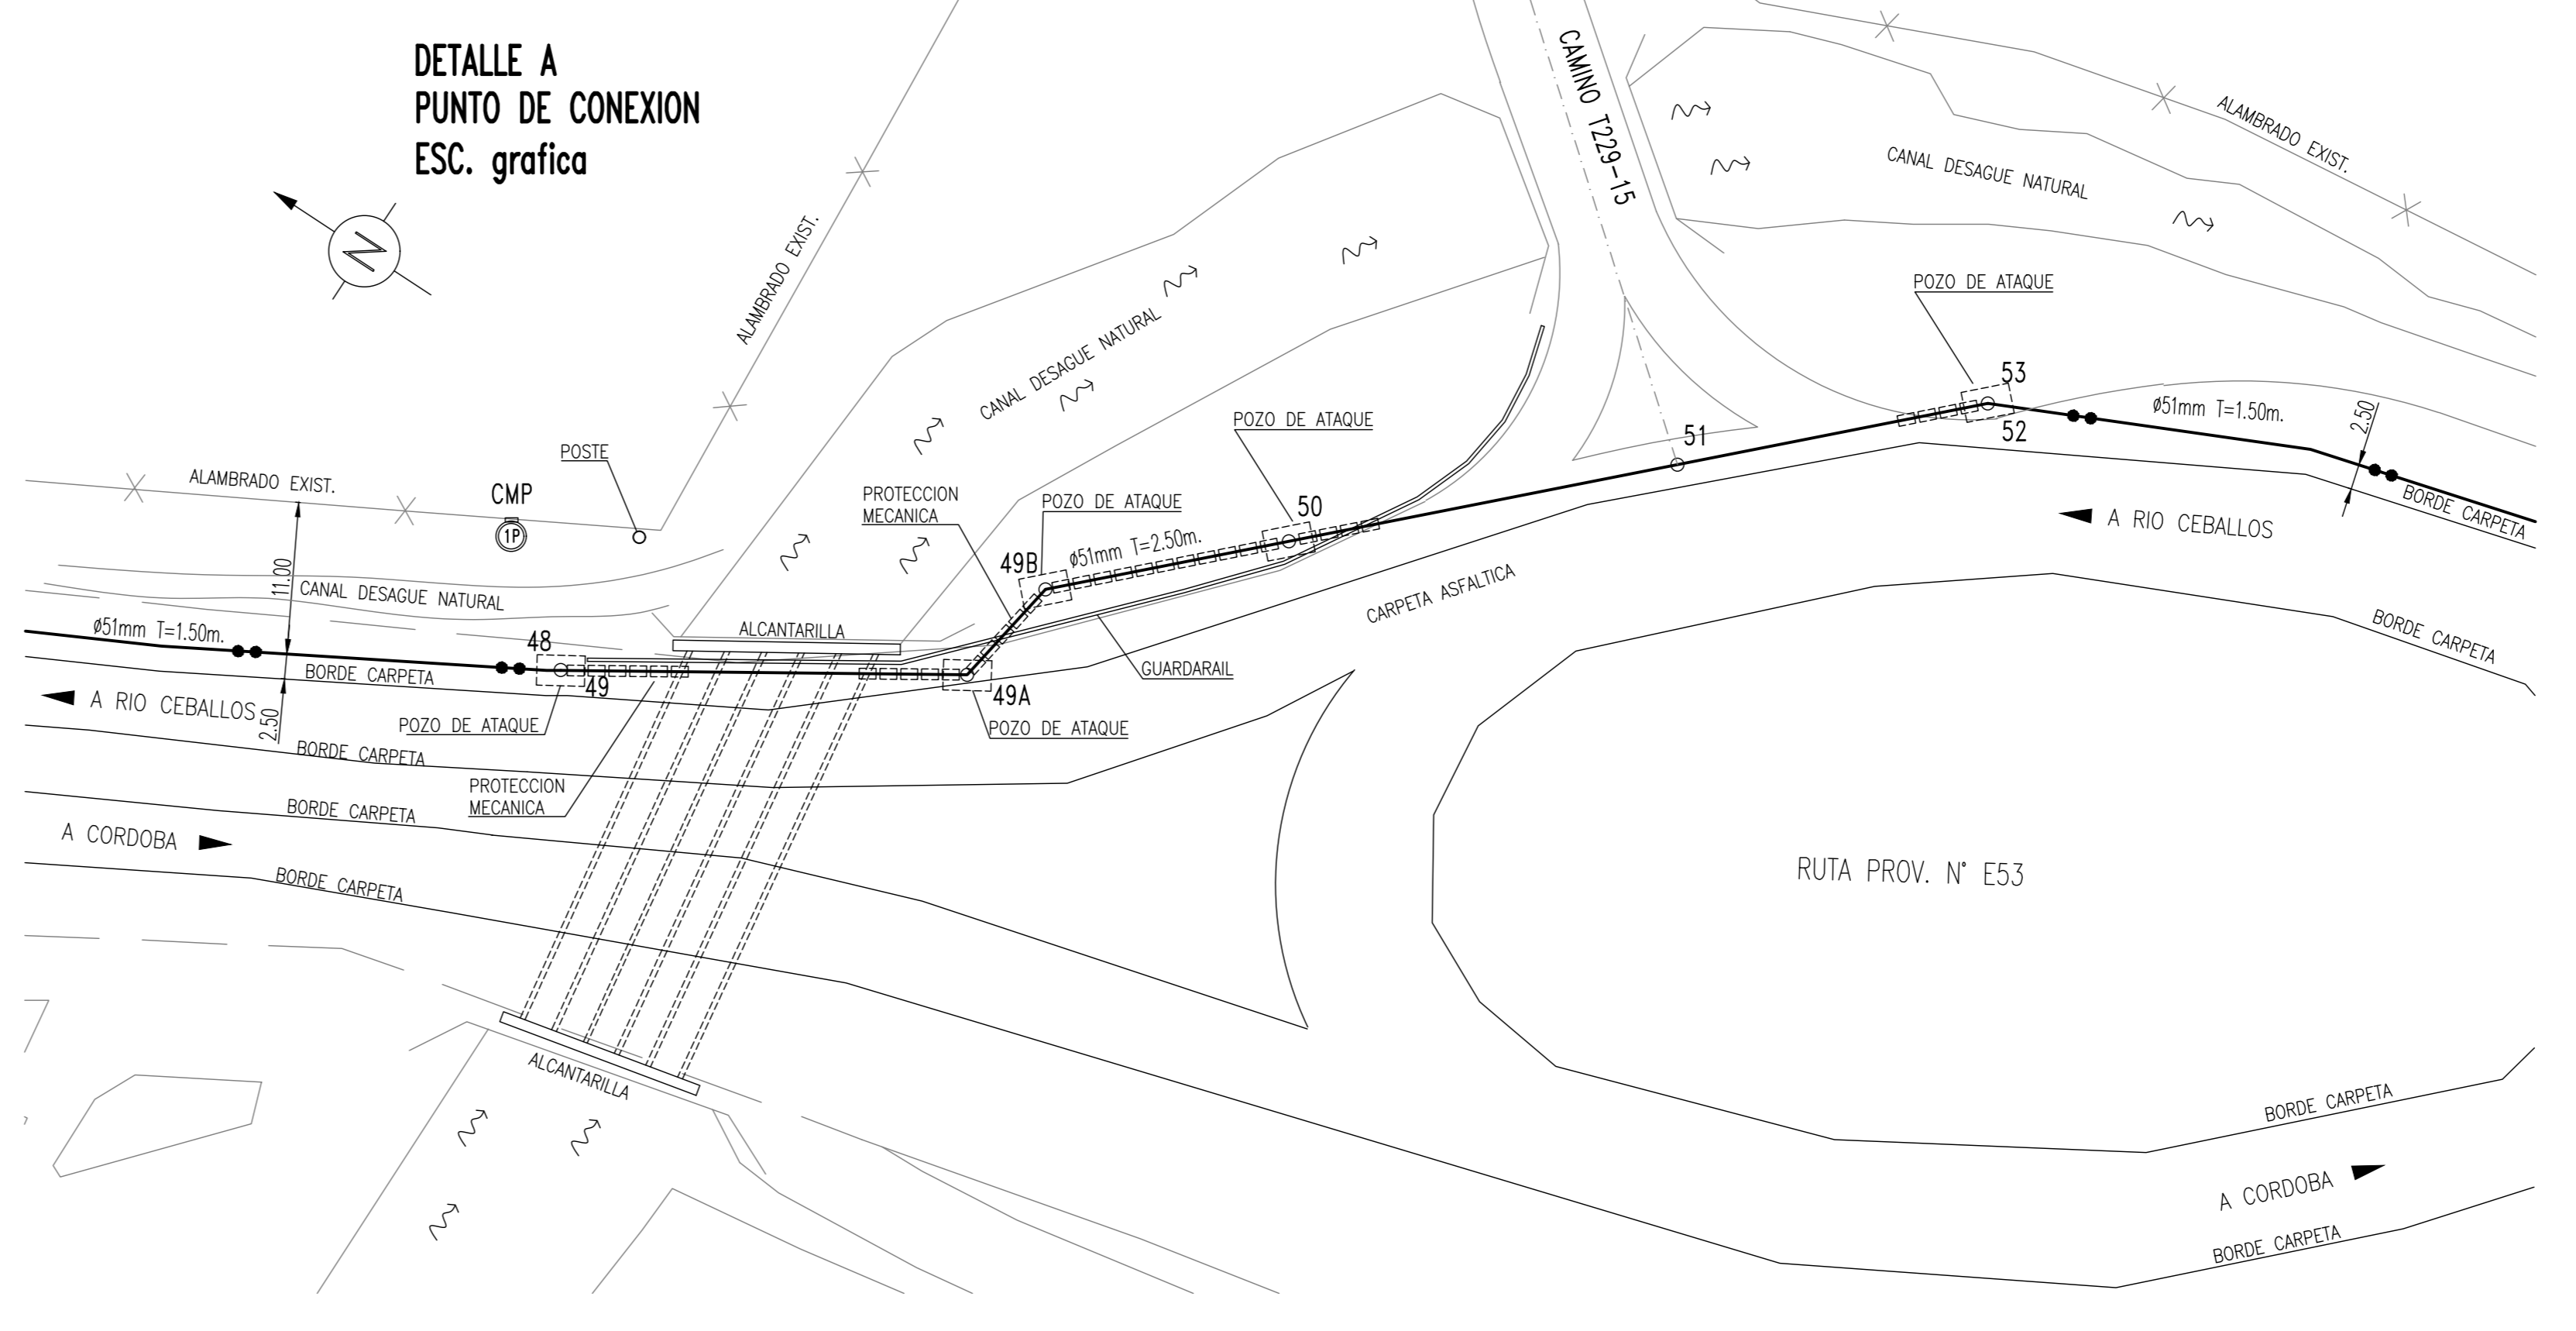 DETALLE A
PUNTO DE CONEXION
ESC. grafica
N
CAMINO T229-15
ALAMBRADO EXIST.
CANAL DESAGUE NATURAL
ALAMBRADO EXIST.
POZO DE ATAQUE
CANAL DESAGUE NATURAL
53
52
ø51mm T=1.50m.
2.50
POZO DE ATAQUE
51
POSTE
ALAMBRADO EXIST.
CMP
1P
PROTECCION
MECANICA
POZO DE ATAQUE
50
BORDE CARPETA
A RIO CEBALLOS
49B
ø51mm T=2.50m.
11.00
CANAL DESAGUE NATURAL
CARPETA ASFALTICA
ø51mm T=1.50m.
48
ALCANTARILLA
BORDE CARPETA
BORDE CARPETA
49
GUARDARAIL
49A
A RIO CEBALLOS
2.50
POZO DE ATAQUE
POZO DE ATAQUE
BORDE CARPETA
PROTECCION
MECANICA
BORDE CARPETA
A CORDOBA
BORDE CARPETA
RUTA PROV. N° E53
ALCANTARILLA
BORDE CARPETA
A CORDOBA
BORDE CARPETA